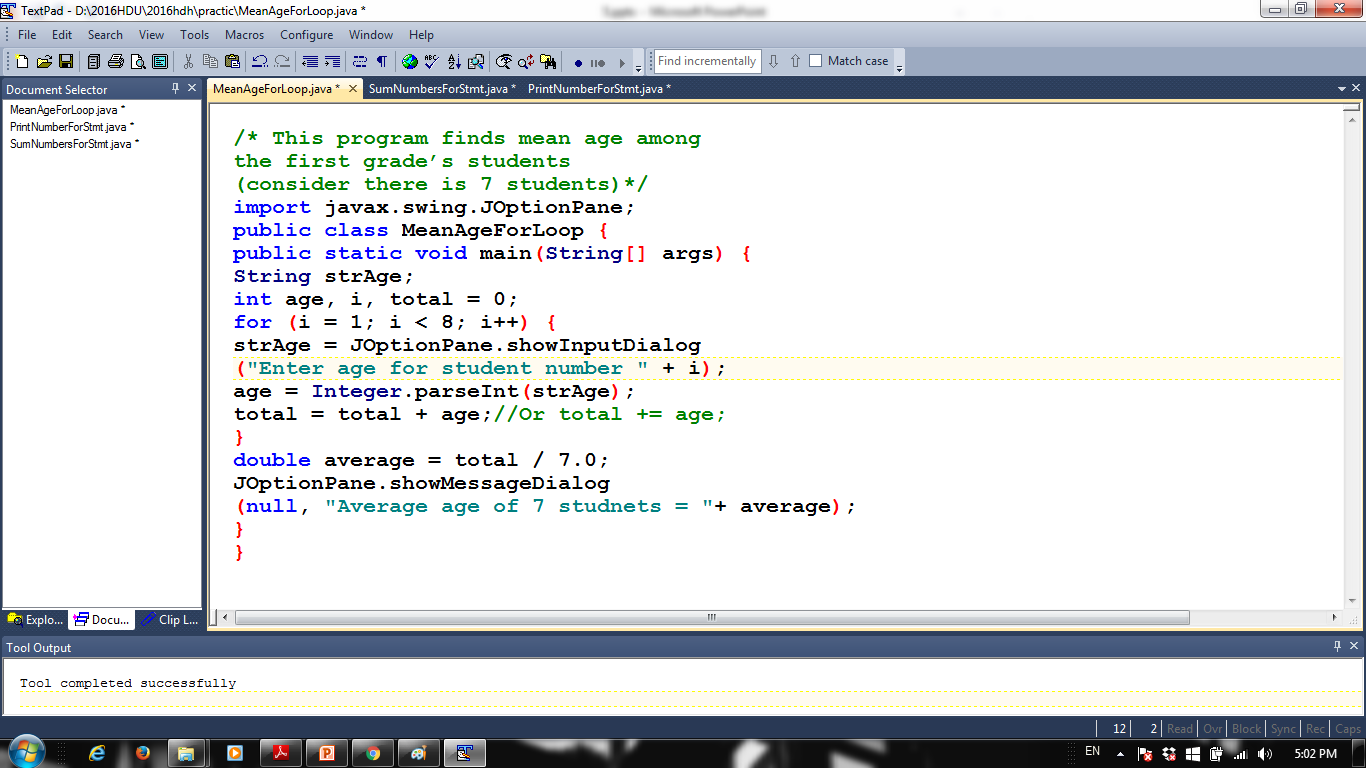 TextPad - D:\2016HDU\2016hdh\practic\MeanAgeForLoop.java *
File Edit Search View Tools Macros Configure Window Help
Find incrementally Match case
Document Selector
MeanAgeForLoop.java *
PrintNumberForStmt.java *
SumNumbersForStmt.java *
Explo... Docu... Clip L...
MeanAgeForLoop.java * SumNumbersForStmt.java * PrintNumberForStmt.java *
/* This program finds mean age among
the first grade’s students
(consider there is 7 students)*/
import javax.swing.JOptionPane;
public class MeanAgeForLoop {
public static void main(String[] args) {
String strAge;
int age, i, total = 0;
for (i = 1; i < 8; i++) {
strAge = JOptionPane.showInputDialog
("Enter age for student number " + i);
age = Integer.parseInt(strAge);
total = total + age;//Or total += age;
}
double average = total / 7.0;
JOptionPane.showMessageDialog
(null, "Average age of 7 studnets = "+ average);
}
}
Tool Output
Tool completed successfully
12 2 Read Ovr Block Sync Rec Caps
EN 5:02 PM